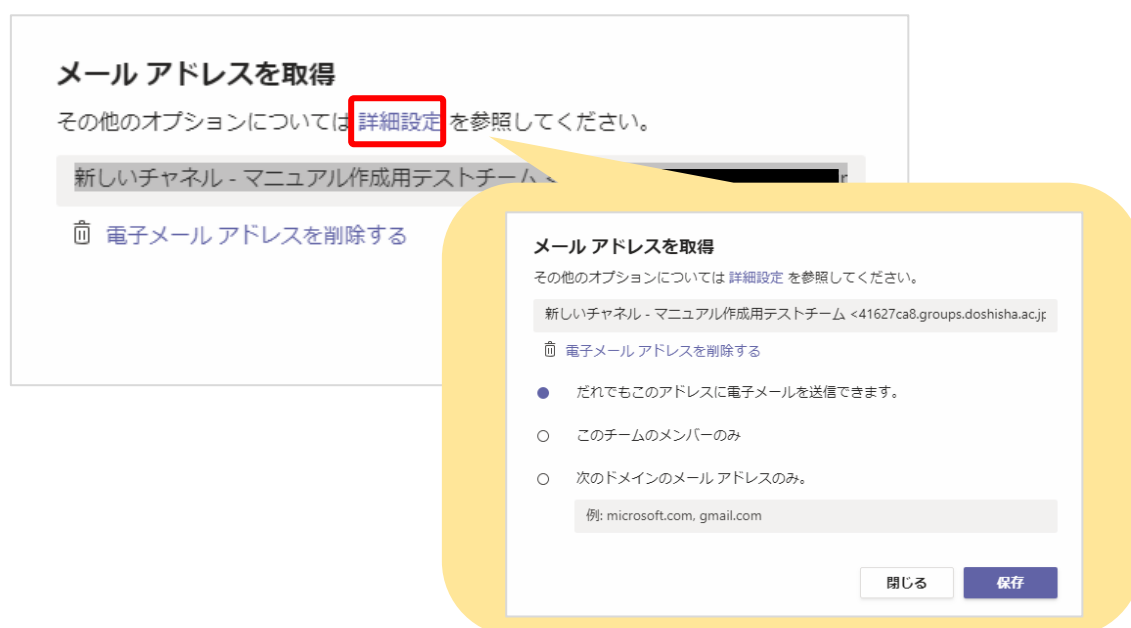 メール アドレスを取得
その他のオプションについては 詳細設定 を参照してください。
新しいチャネル - マニュアル作成用テストチーム <
電子メール アドレスを削除する
メール アドレスを取得
その他のオプションについては 詳細設定 を参照してください。
新しいチャネル - マニュアル作成用テストチーム <41627ca8.groups.doshisha.ac.jp
電子メール アドレスを削除する
だれでもこのアドレスに電子メールを送信できます。
このチームのメンバーのみ
次のドメインのメール アドレスのみ。
例: microsoft.com, gmail.com
閉じる 保存